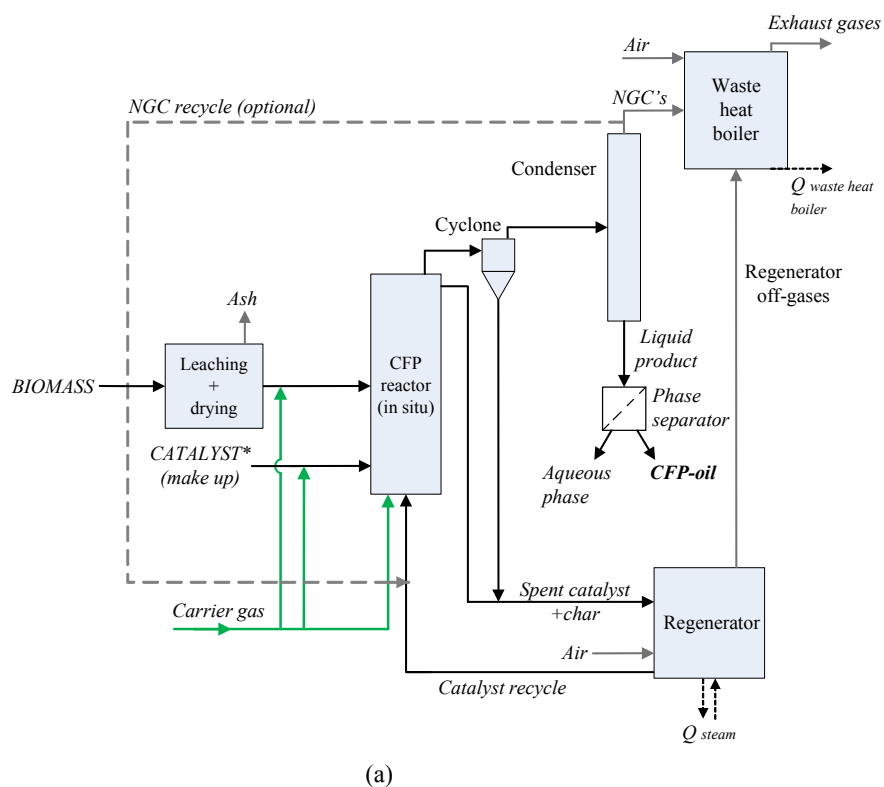 Exhaust gases
Air
Waste
heat
boiler
NGC's
NGC recycle (optional)
Condenser
Q waste heat
boiler
Cyclone
Regenerator
off-gases
Ash
Liquid
product
Leaching
+
drying
CFP
reactor
(in situ)
BIOMASS
Phase
separator
CATALYST*
(make up)
Aqueous
phase
CFP-oil
Spent catalyst
+char
Carrier gas
Regenerator
Air
Catalyst recycle
Q steam
(a)